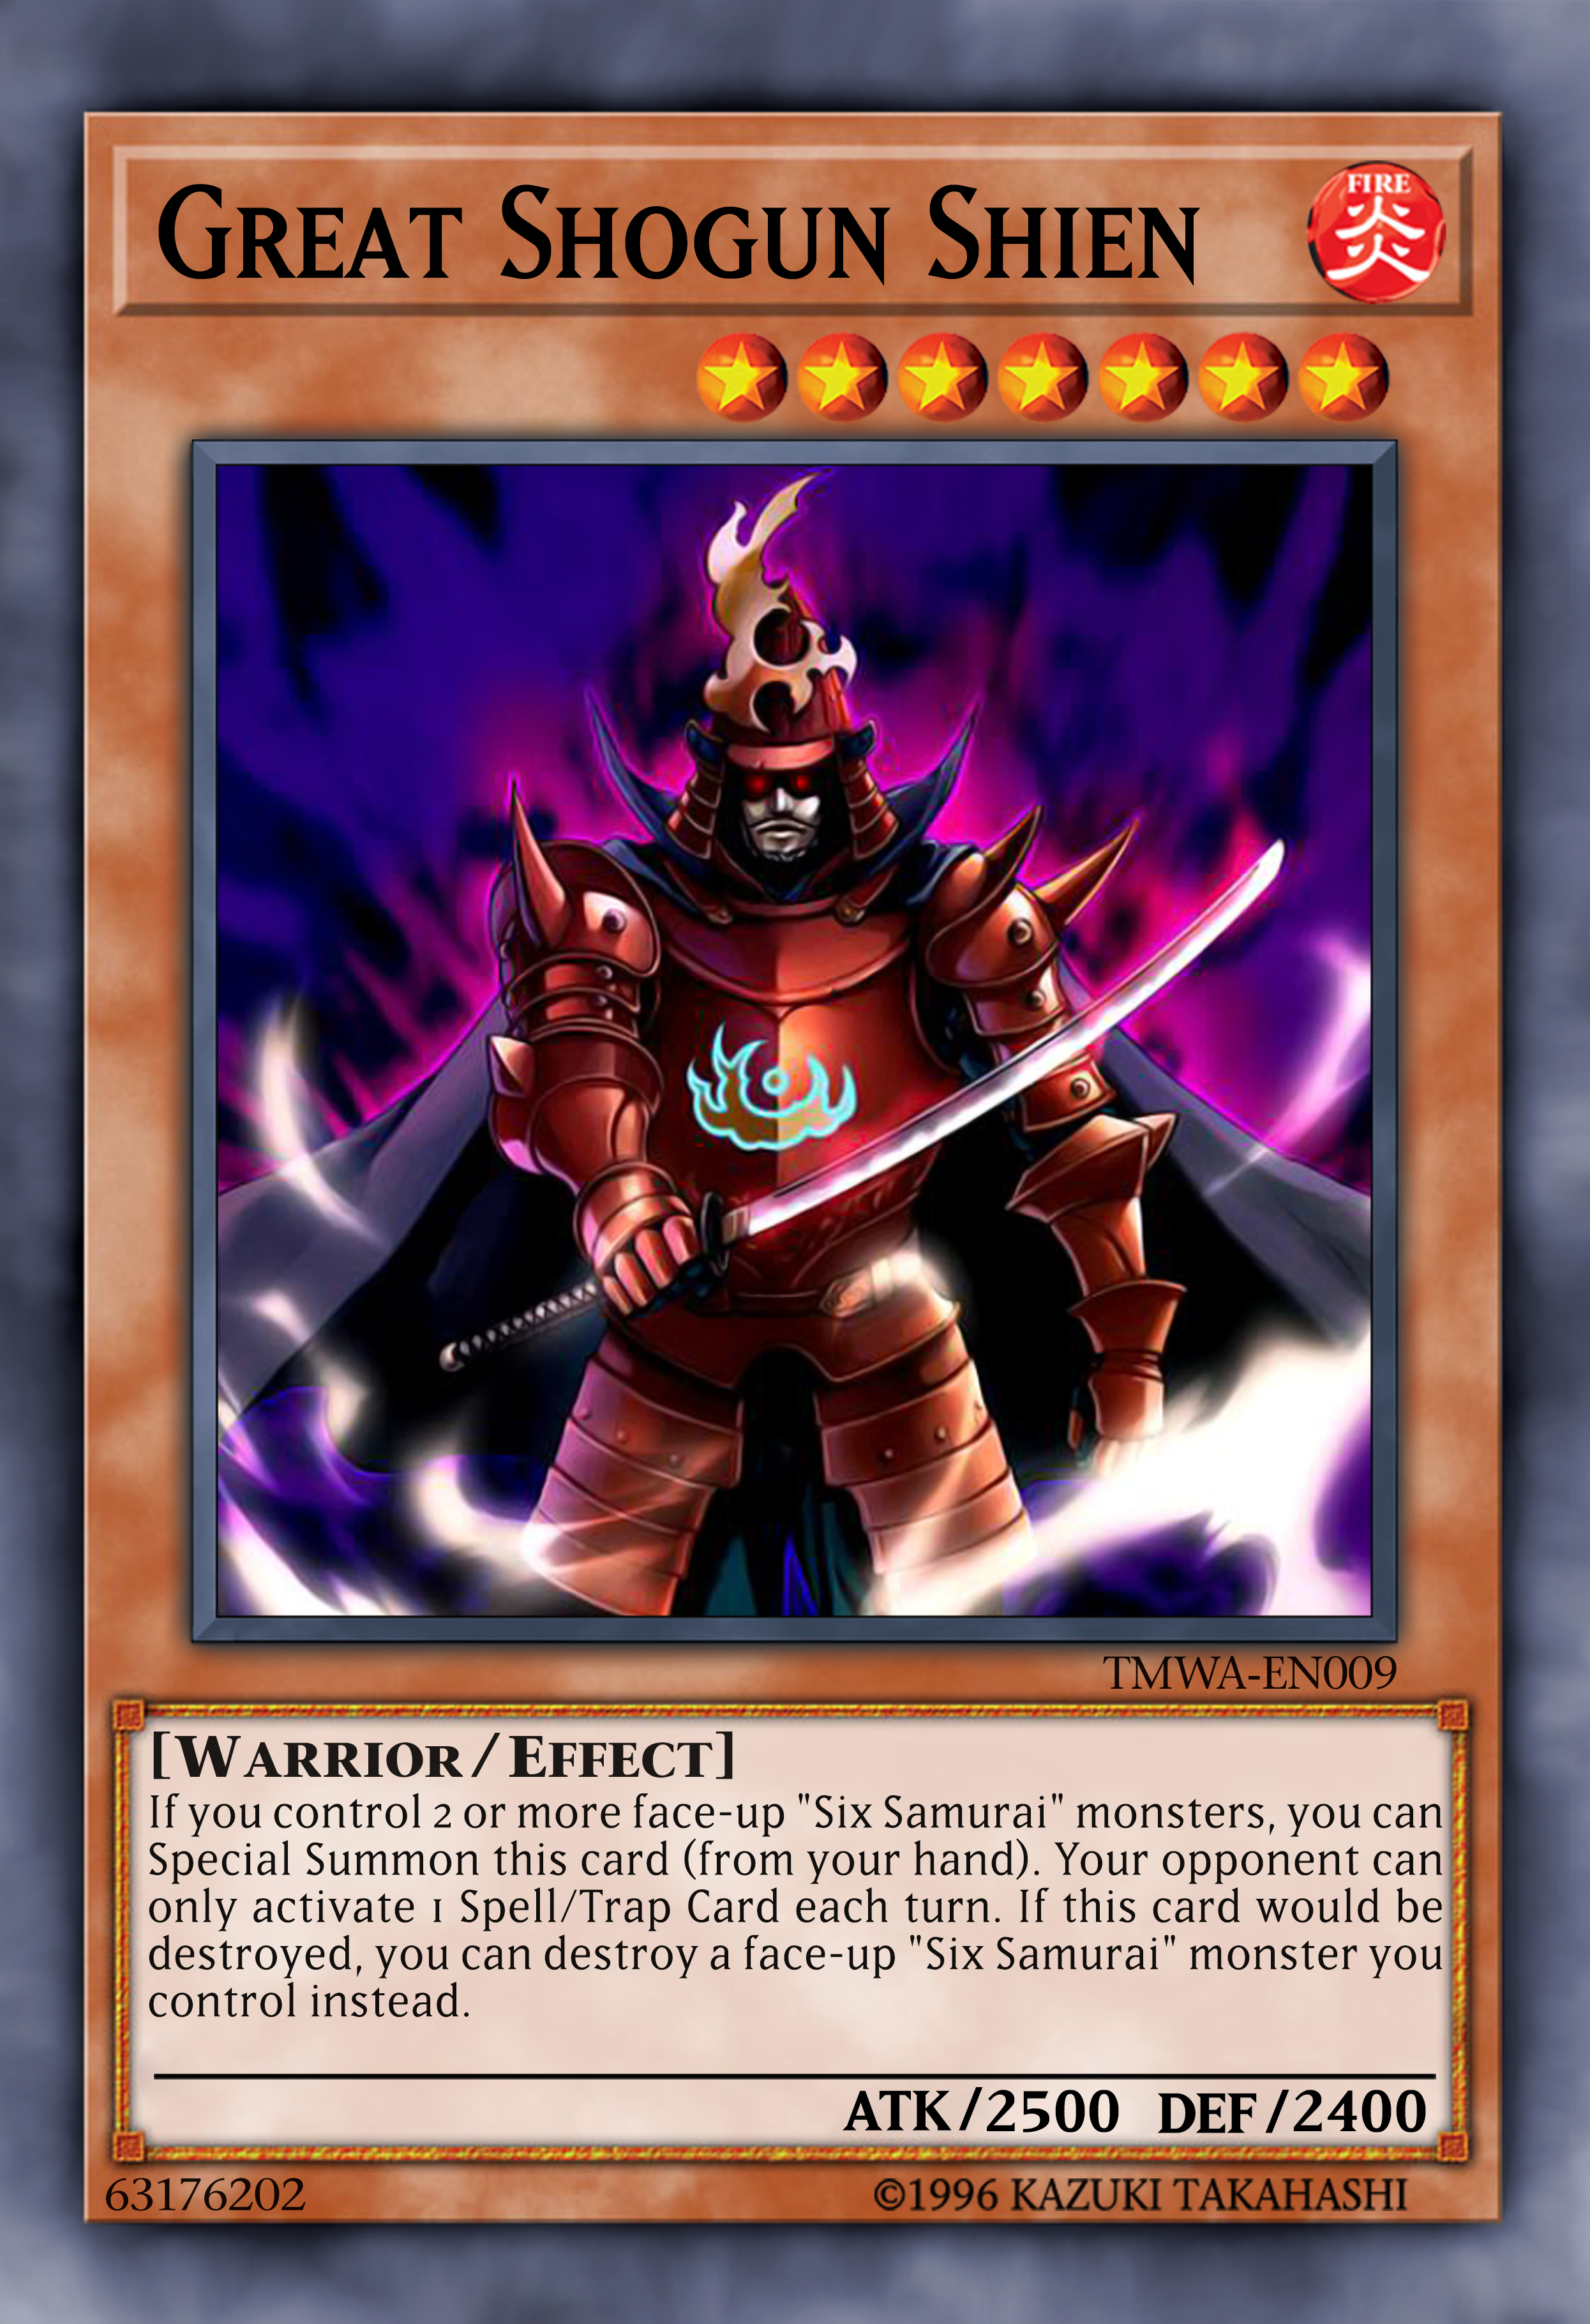 GREAT SHOGUN SHIEN
FIRE
炎
TMWA-EN009
[WARRIOR/EFFECT]
If you control 2 or more face-up "Six Samurai" monsters, you can
Special Summon this card (from your hand). Your opponent can
only activate 1 Spell/Trap Card each turn. If this card would be
destroyed, you can destroy a face-up "Six Samurai" monster you
control instead.
ATK/2500 DEF/2400
63176202 ©1996 KAZUKI TAKAHASHI